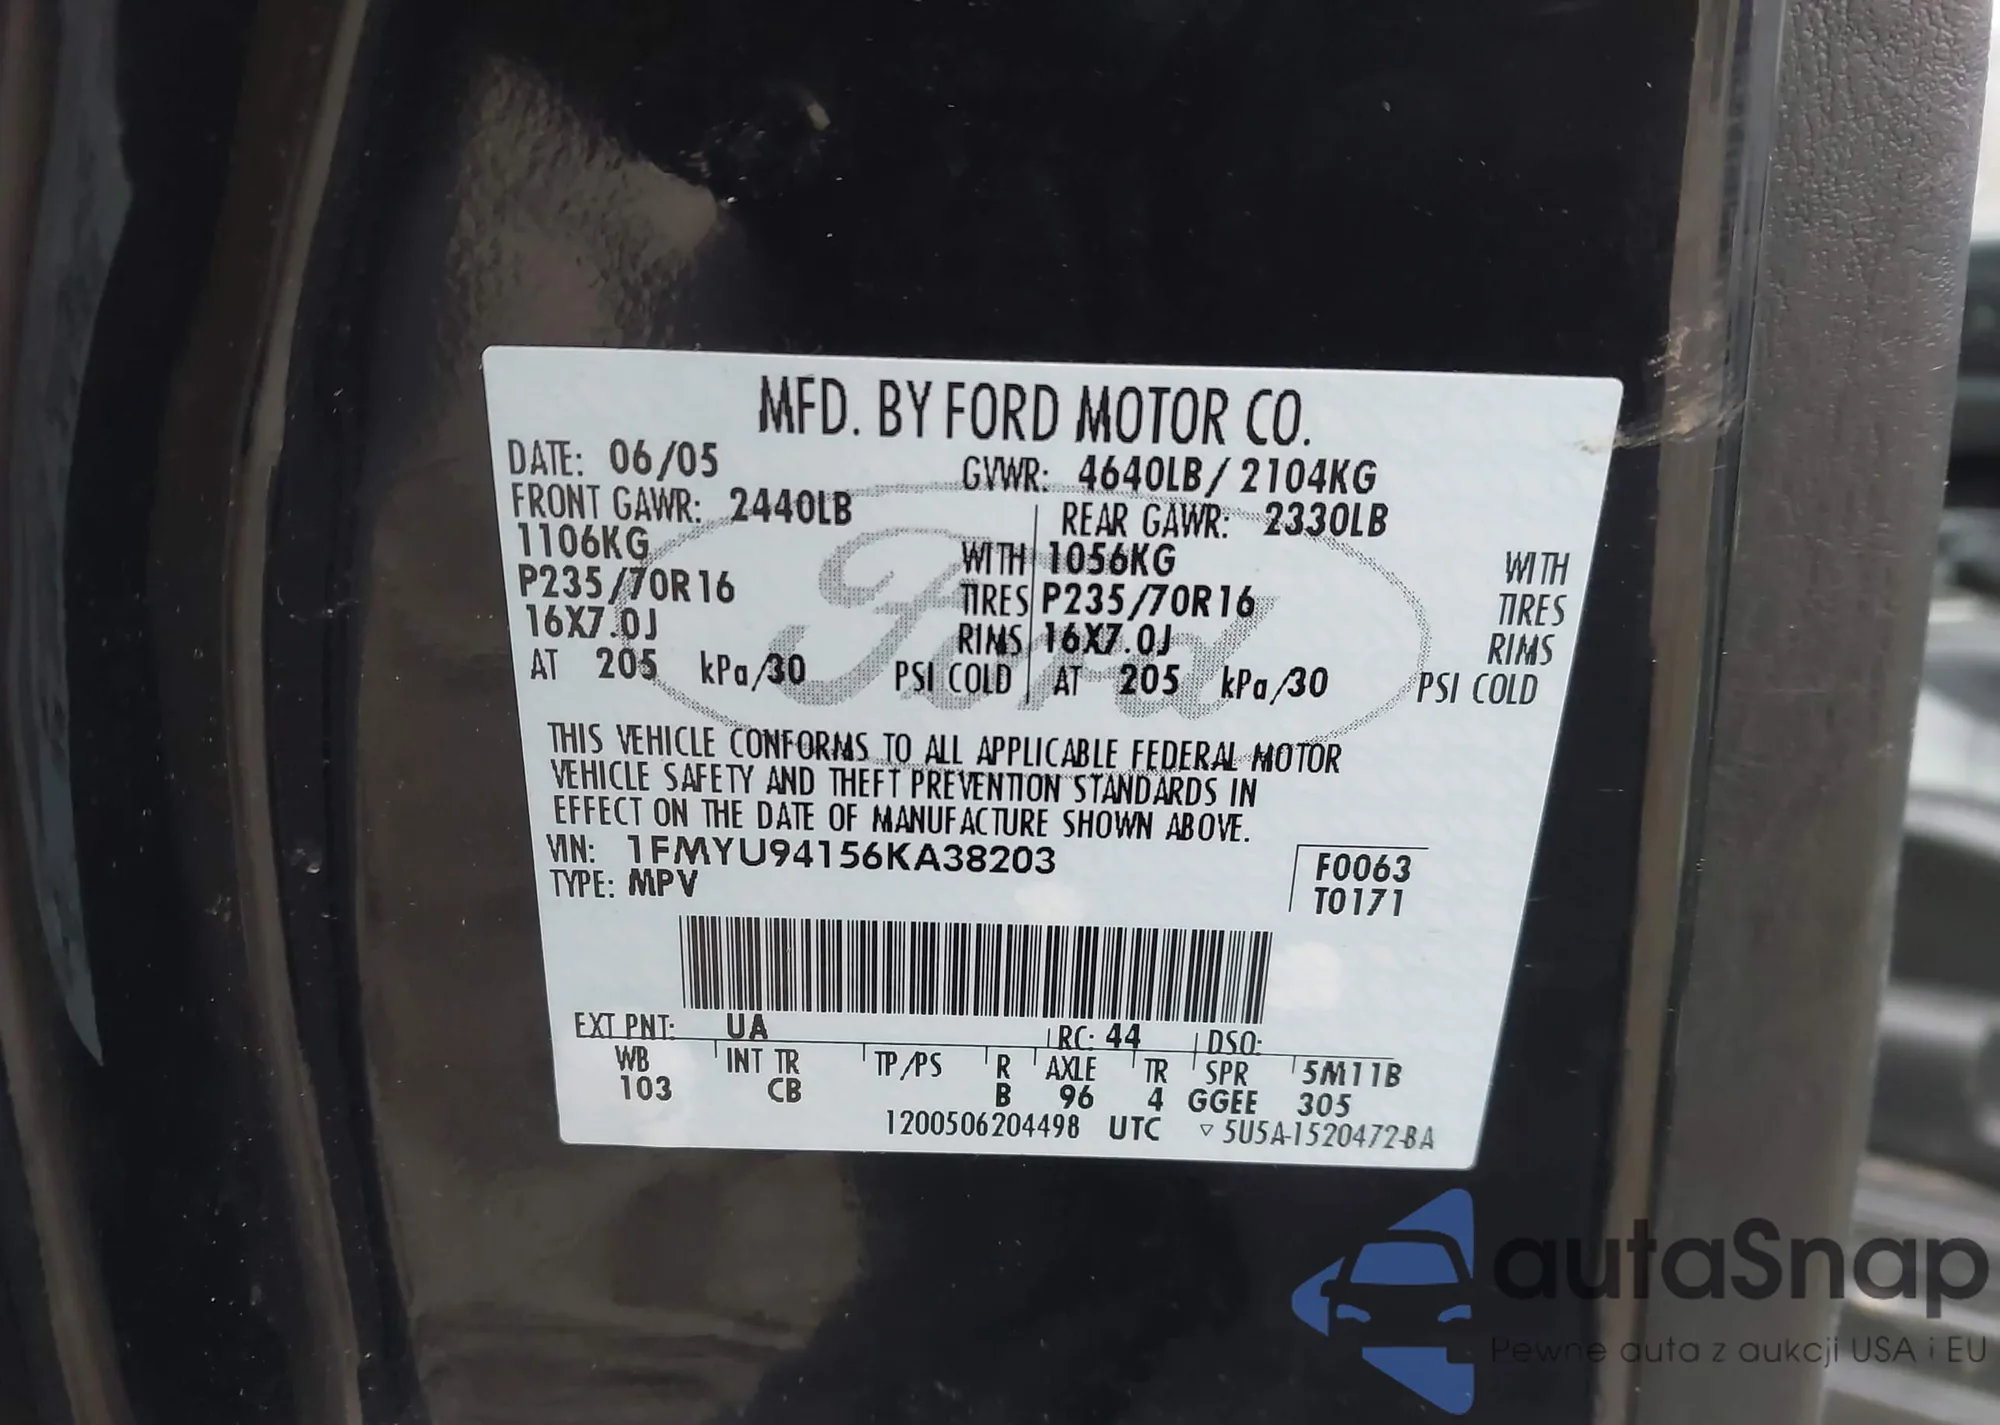 MFD. BY FORD MOTOR CO.
DATE: 06/05 GVWR: 4640LB / 2104KG
FRONT GAWR: 2440LB REAR GAWR: 2330LB
1106KG WITH 1056KG WITH
P235/70R16 TIRES P235/70R16 TIRES
16X7.0J RIMS 16X7.0J RIMS
AT 205 kPa/30 PSI COLD AT 205 kPa/30 PSI COLD
Ford
THIS VEHICLE CONFORMS TO ALL APPLICABLE FEDERAL MOTOR
VEHICLE SAFETY AND THEFT PREVENTION STANDARDS IN
EFFECT ON THE DATE OF MANUFACTURE SHOWN ABOVE.
VIN: 1FMYU94156KA38203 F0063
TYPE: MPV T0171
EXT PNT: UA RC: 44 DSO:
WB INT TR TP/PS R AXLE TR SPR 5M11B
103 CB B 96 4 GGEE 305
1200506204498 UTC ▽ 5U5A-1520472-BA
autaSnap
Pewne auta z aukcji USA i EU